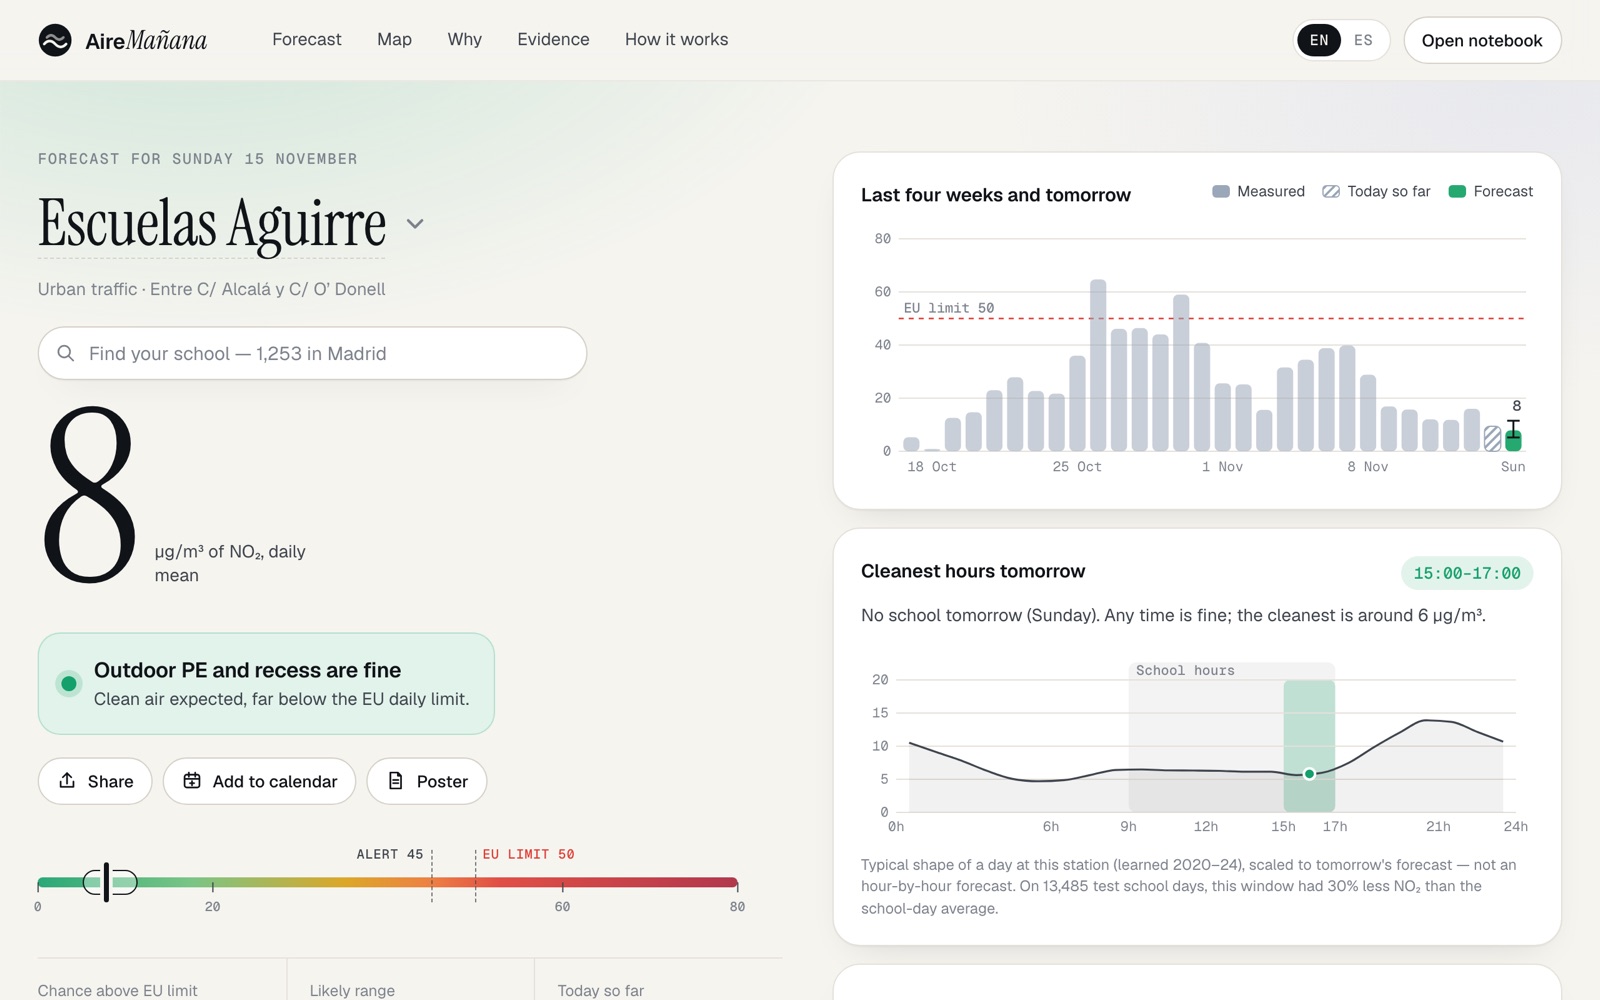 AireMañana
Forecast
Map
Why
Evidence
How it works
EN
ES
Open notebook
FORECAST FOR SUNDAY 15 NOVEMBER
Escuelas Aguirre
Urban traffic · Entre C/ Alcalá y C/ O' Donell
Find your school — 1,253 in Madrid
8
µg/m³ of NO₂, daily
mean
Outdoor PE and recess are fine
Clean air expected, far below the EU daily limit.
Share
Add to calendar
Poster
ALERT 45
EU LIMIT 50
0
20
60
80
Chance above EU limit
Likely range
Today so far
Last four weeks and tomorrow
Measured
Today so far
Forecast
80
60
EU limit 50
40
20
8
0
18 Oct
25 Oct
1 Nov
8 Nov
Sun
Cleanest hours tomorrow
15:00–17:00
No school tomorrow (Sunday). Any time is fine; the cleanest is around 6 µg/m³.
School hours
20
15
10
5
0
0h
6h
9h
12h
15h
17h
21h
24h
Typical shape of a day at this station (learned 2020–24), scaled to tomorrow's forecast — not an
hour-by-hour forecast. On 13,485 test school days, this window had 30% less NO₂ than the
school-day average.